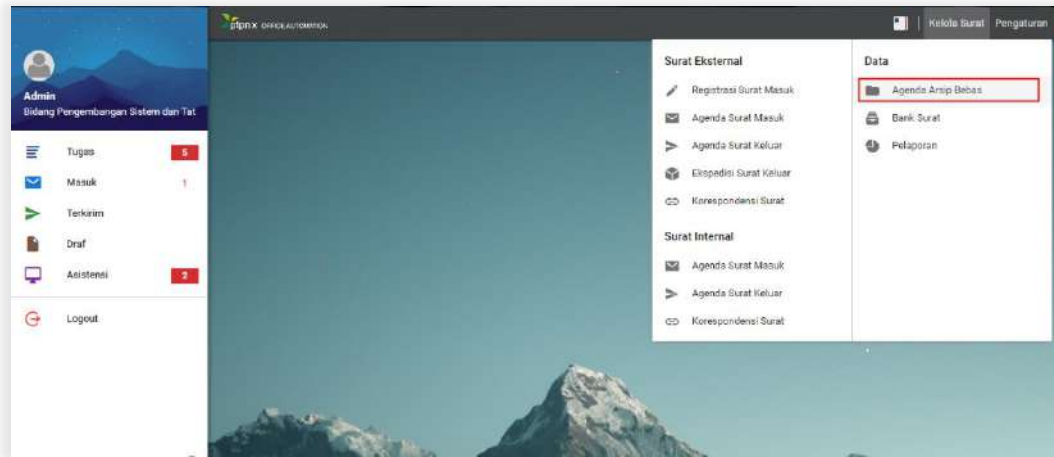 ptpn x OFFICE AUTOMATION
Kelola Surat
Pengaturan
Admin
Bidang Pengembangan Sistem dan Tat
Tugas 5
Masuk 1
Terkirim
Draf
Asistensi 2
Logout
Surat Eksternal
Registrasi Surat Masuk
Agenda Surat Masuk
Agenda Surat Keluar
Ekspedisi Surat Keluar
Korespondensi Surat
Surat Internal
Agenda Surat Masuk
Agenda Surat Keluar
Korespondensi Surat
Data
Agenda Arsip Bebas
Bank Surat
Pelaporan